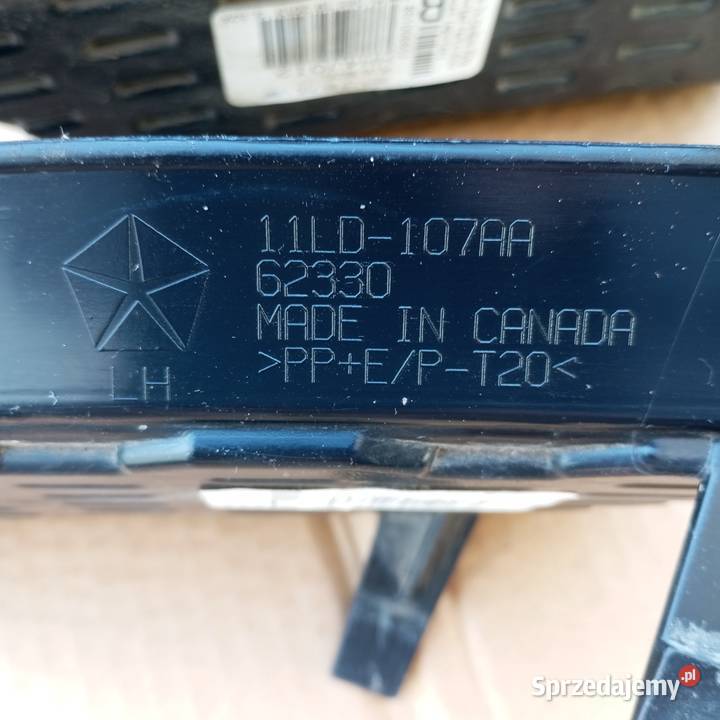 11LD-107AA
62330
MADE IN CANADA
>PP+E/P-T20<
LH
Sprzedajemy.pl